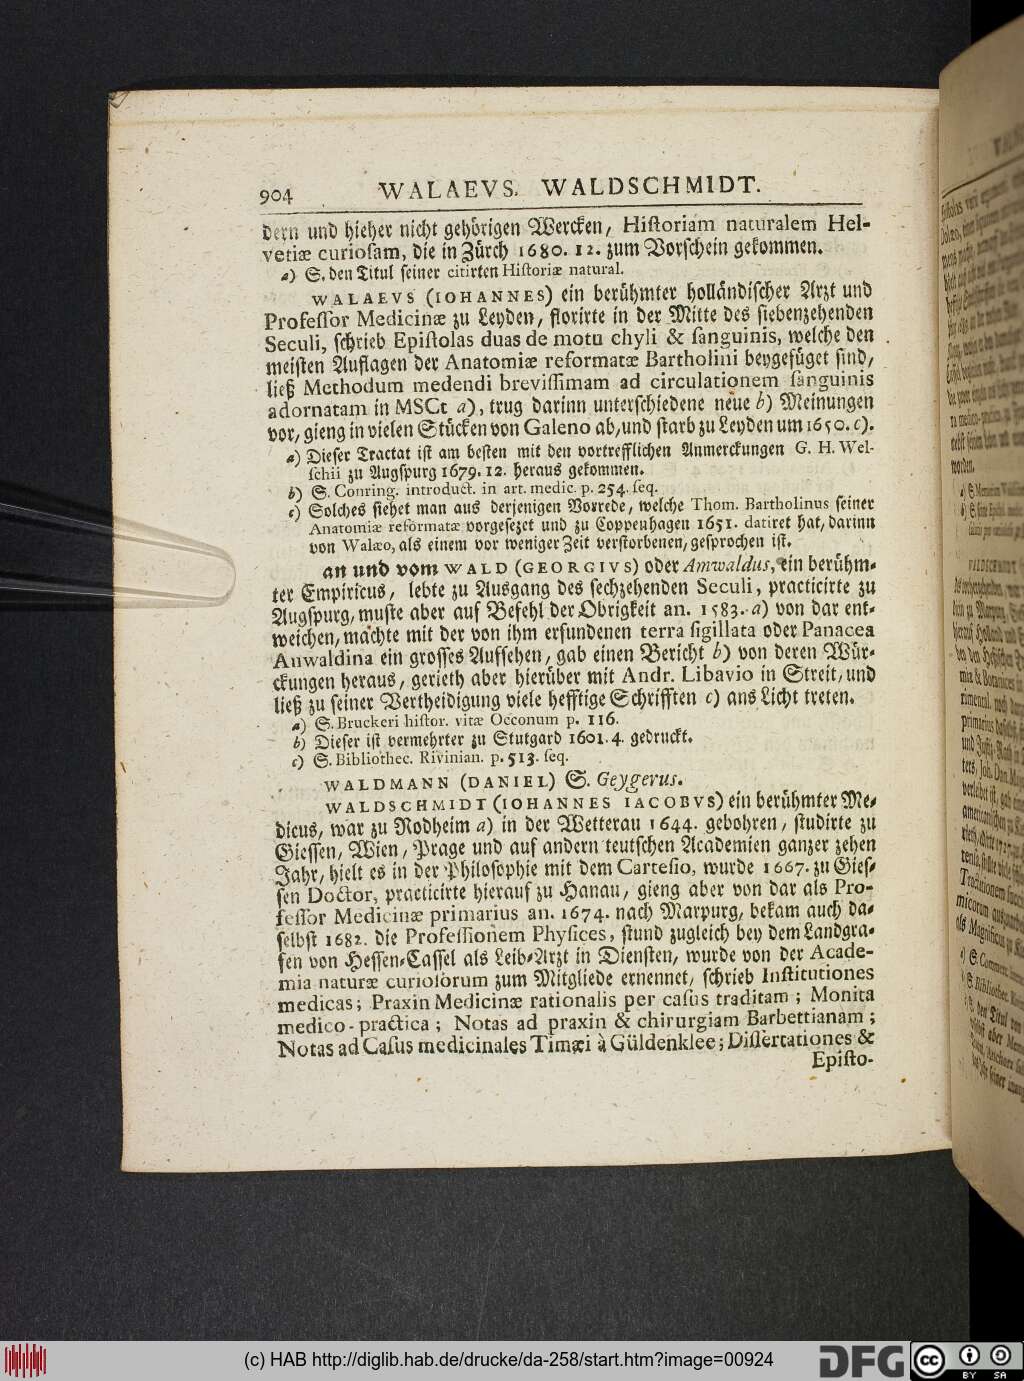 904 WALAEVS. WALDSCHMIDT.
dern und hieher nicht gehörigen Wercken, Historiam naturalem Hel-
vetiæ curiosam, die in Zürch 1680. 12. zum Vorschein gekommen.
a) S. den Titul seiner citirten Historiæ natural.
WALAEVS (IOHANNES) ein berühmter holländischer Arzt und
Professor Medicinæ zu Leyden, florirte in der Mitte des siebenzehenden
Seculi, schrieb Epistolas duas de motu chyli & sanguinis, welche den
meisten Auflagen der Anatomiæ reformatæ Bartholini beygefüget sind,
ließ Methodum medendi brevissimam ad circulationem sanguinis
adornatam in MSCt a), trug darinn unterschiedene neue b) Meinungen
vor, gieng in vielen Stücken von Galeno ab, und starb zu Leyden um 1650. c).
a) Dieser Tractat ist am besten mit den vortrefflichen Anmerckungen G. H. Wel-
schii zu Augspurg 1679. 12. heraus gekommen.
b) S. Conring. introduct. in art. medic. p. 254. seq.
c) Solches siehet man aus derjenigen Vorrede, welche Thom. Bartholinus seiner
Anatomiæ reformatæ vorgesezet und zu Coppenhagen 1651. datiret hat, darinn
von Walæo, als einem vor weniger Zeit verstorbenen, gesprochen ist.
an und vom WALD (GEORGIVS) oder Amwaldus, ein berühm-
ter Empiricus, lebte zu Ausgang des sechzehenden Seculi, practicirte zu
Augspurg, muste aber auf Befehl der Obrigkeit an. 1583. a) von dar ent-
weichen, machte mit der von ihm erfundenen terra sigillata oder Panacea
Anwaldina ein grosses Aufsehen, gab einen Bericht b) von deren Wür-
ckungen heraus, gerieth aber hierüber mit Andr. Libavio in Streit, und
ließ zu seiner Vertheidigung viele hefftige Schrifften c) ans Licht treten.
a) S. Bruckeri histor. vitæ Occonum p. 116.
b) Dieser ist vermehrter zu Stutgard 1601. 4. gedruckt.
c) S. Bibliothec. Rivinian. p. 513. seq.
WALDMANN (DANIEL) S. Geygerus.
WALDSCHMIDT (IOHANNES IACOBVS) ein berühmter Me-
dicus, war zu Rodheim a) in der Wetterau 1644. gebohren, studirte zu
Giessen, Wien, Prage und auf andern teutschen Academien ganzer zehen
Jahr, hielt es in der Philosophie mit dem Cartesio, wurde 1667. zu Gies-
sen Doctor, practicirte hierauf zu Hanau, gieng aber von dar als Pro-
fessor Medicinæ primarius an. 1674. nach Marpurg, bekam auch da-
selbst 1682. die Professionem Physices, stund zugleich bey dem Landgra-
fen von Hessen-Cassel als Leib-Arzt in Diensten, wurde von der Acade-
mia naturæ curiosorum zum Mitgliede ernennet, schrieb Institutiones
medicas; Praxin Medicinæ rationalis per casus traditam; Monita
medico-practica; Notas ad praxin & chirurgiam Barbettianam;
Notas ad Casus medicinales Timæi à Güldenklee; Dissertationes &
Episto-
(c) HAB http://diglib.hab.de/drucke/da-258/start.htm?image=00924
DFG
cc BY SA